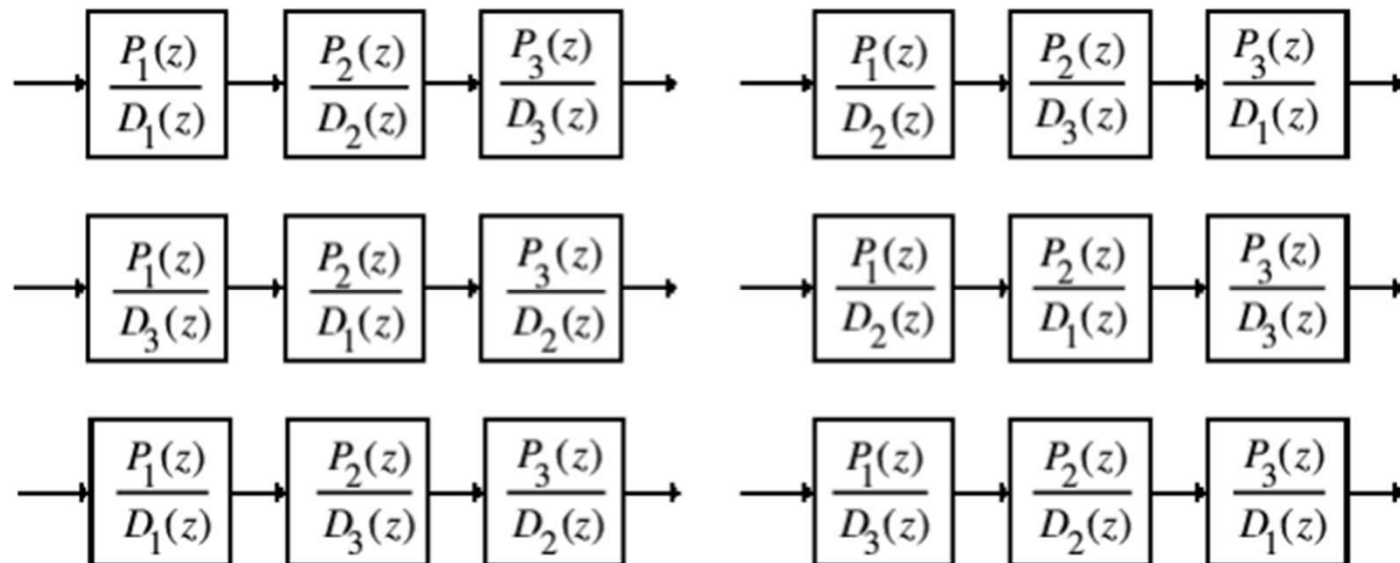 P₁(z) P₂(z) P₃(z) P₁(z) P₂(z) P₃(z)
D₁(z) D₂(z) D₃(z) D₂(z) D₃(z) D₁(z)
P₁(z) P₂(z) P₃(z) P₁(z) P₂(z) P₃(z)
D₃(z) D₁(z) D₂(z) D₂(z) D₁(z) D₃(z)
P₁(z) P₂(z) P₃(z) P₁(z) P₂(z) P₃(z)
D₁(z) D₃(z) D₂(z) D₃(z) D₂(z) D₁(z)